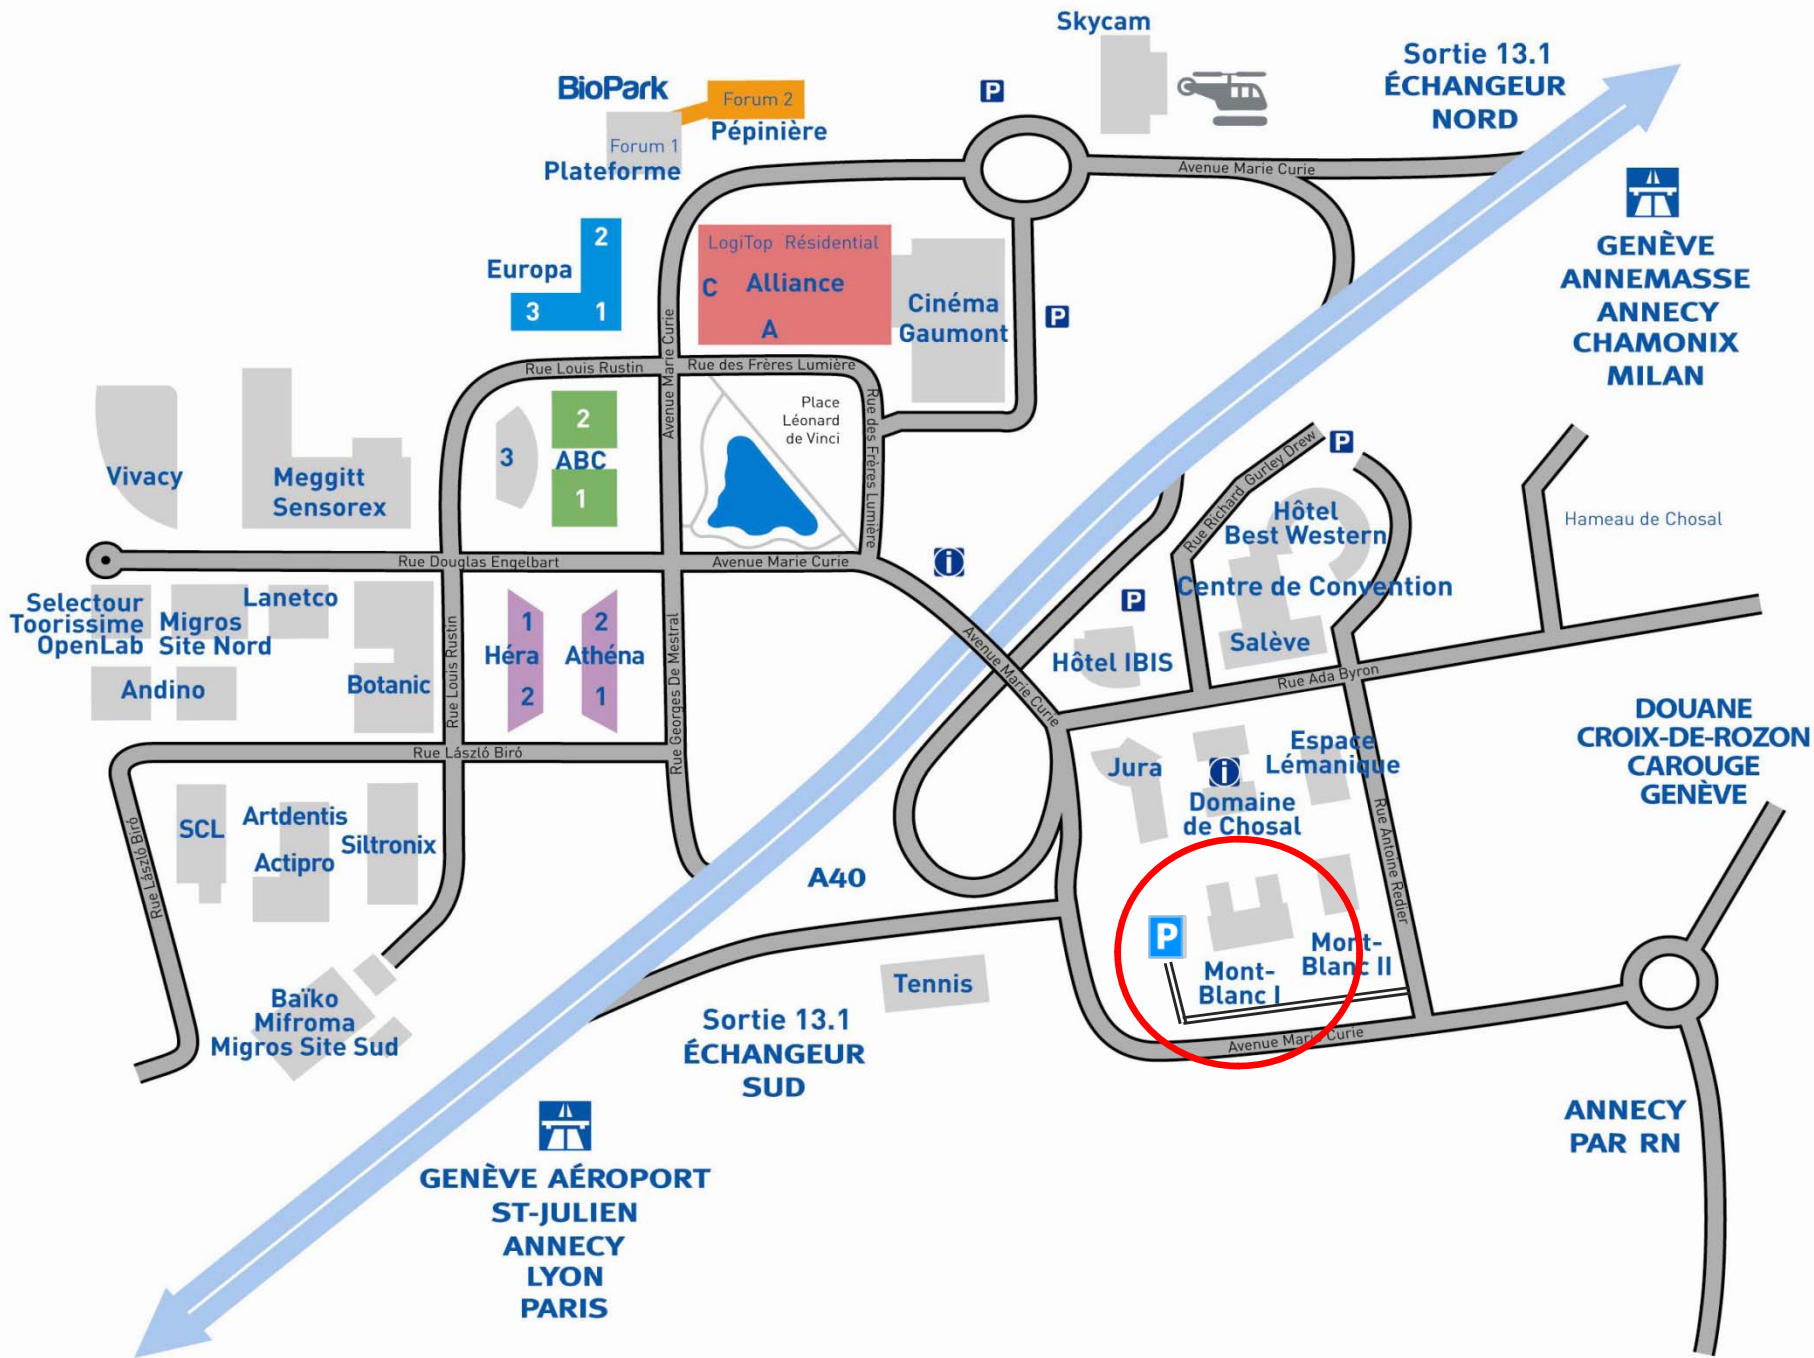 Skycam
Sortie 13.1
ÉCHANGEUR
NORD
BioPark
Forum 2
Pépinière
Forum 1
Plateforme
P
Avenue Marie Curie
GENÈVE
ANNEMASSE
ANNECY
CHAMONIX
MILAN
2
Europa
3
1
LogiTop Résidential
C
Alliance
A
Cinéma
Gaumont
P
Avenue Marie Curie
Rue Louis Rustin
Rue des Frères Lumière
Place
Léonard
de Vinci
Rue des Frères Lumière
2
3
ABC
1
Vivacy
Meggitt
Sensorex
Rue Richard Gurley Drew
P
Hôtel
Best Western
Hameau de Chosal
Rue Douglas Engelbart
Avenue Marie Curie
i
Centre de Convention
P
Salève
Hôtel IBIS
Selectour
Toorissime
OpenLab
Migros
Site Nord
Lanetco
Andino
Botanic
Rue Louis Rustin
1
Héra
2
2
Athéna
1
Rue Georges De Mestral
Avenue Marie Curie
Rue Ada Byron
Rue László Biró
DOUANE
CROIX-DE-ROZON
CAROUGE
GENÈVE
Jura
i
Espace
Lémanique
Domaine
de Chosal
Rue Antoine Redier
Rue László Biró
SCL
Artdentis
Actipro
Siltronix
A40
P
Mont-
Blanc I
Mont-
Blanc II
Tennis
Avenue Marie Curie
Baïko
Mifroma
Migros Site Sud
Sortie 13.1
ÉCHANGEUR
SUD
ANNECY
PAR RN
GENÈVE AÉROPORT
ST-JULIEN
ANNECY
LYON
PARIS